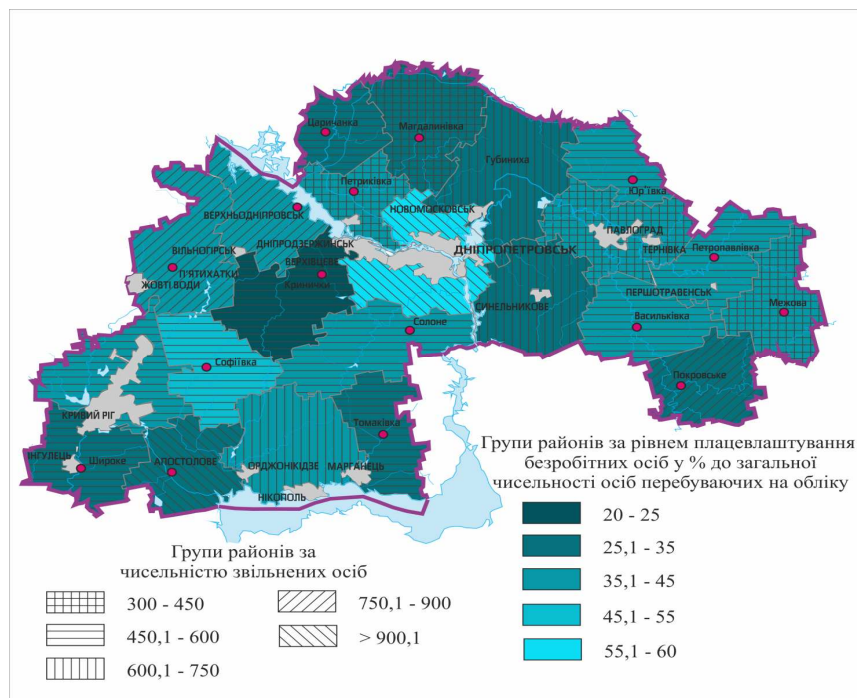 Царичанка
Магдалинівка
Губиниха
Юр'ївка
Петриківка
ВЕРХНЬОДНІПРОВСЬК
НОВОМОСКОВСЬК
ПАВЛОГРАД
ТЕРНІВКА
П'ЯТИХАТКИ
ВІЛЬНОГІРСЬК
ДНІПРОДЗЕРЖИНСЬК
ДНІПРОПЕТРОВСЬК
Петропавлівка
ЖОВТІ ВОДИ
ВЕРХІВЦЕВЕ
Кринички
ПЕРШОТРАВЕНСЬК
СИНЕЛЬНИКОВЕ
Межова
Солоне
Васильківка
Софіївка
Покровське
КРИВИЙ РІГ
Томаківка
ІНГУЛЕЦЬ
Широке
АПОСТОЛОВЕ
ОРДЖОНІКІДЗЕ
МАРГАНЕЦЬ
НІКОПОЛЬ
Групи районів за рівнем плацевлаштування
безробітних осіб у % до загальної
чисельності осіб перебуваючих на обліку
20 - 25
25,1 - 35
35,1 - 45
45,1 - 55
55,1 - 60
Групи районів за
чисельністю звільнених осіб
300 - 450
450,1 - 600
600,1 - 750
750,1 - 900
> 900,1